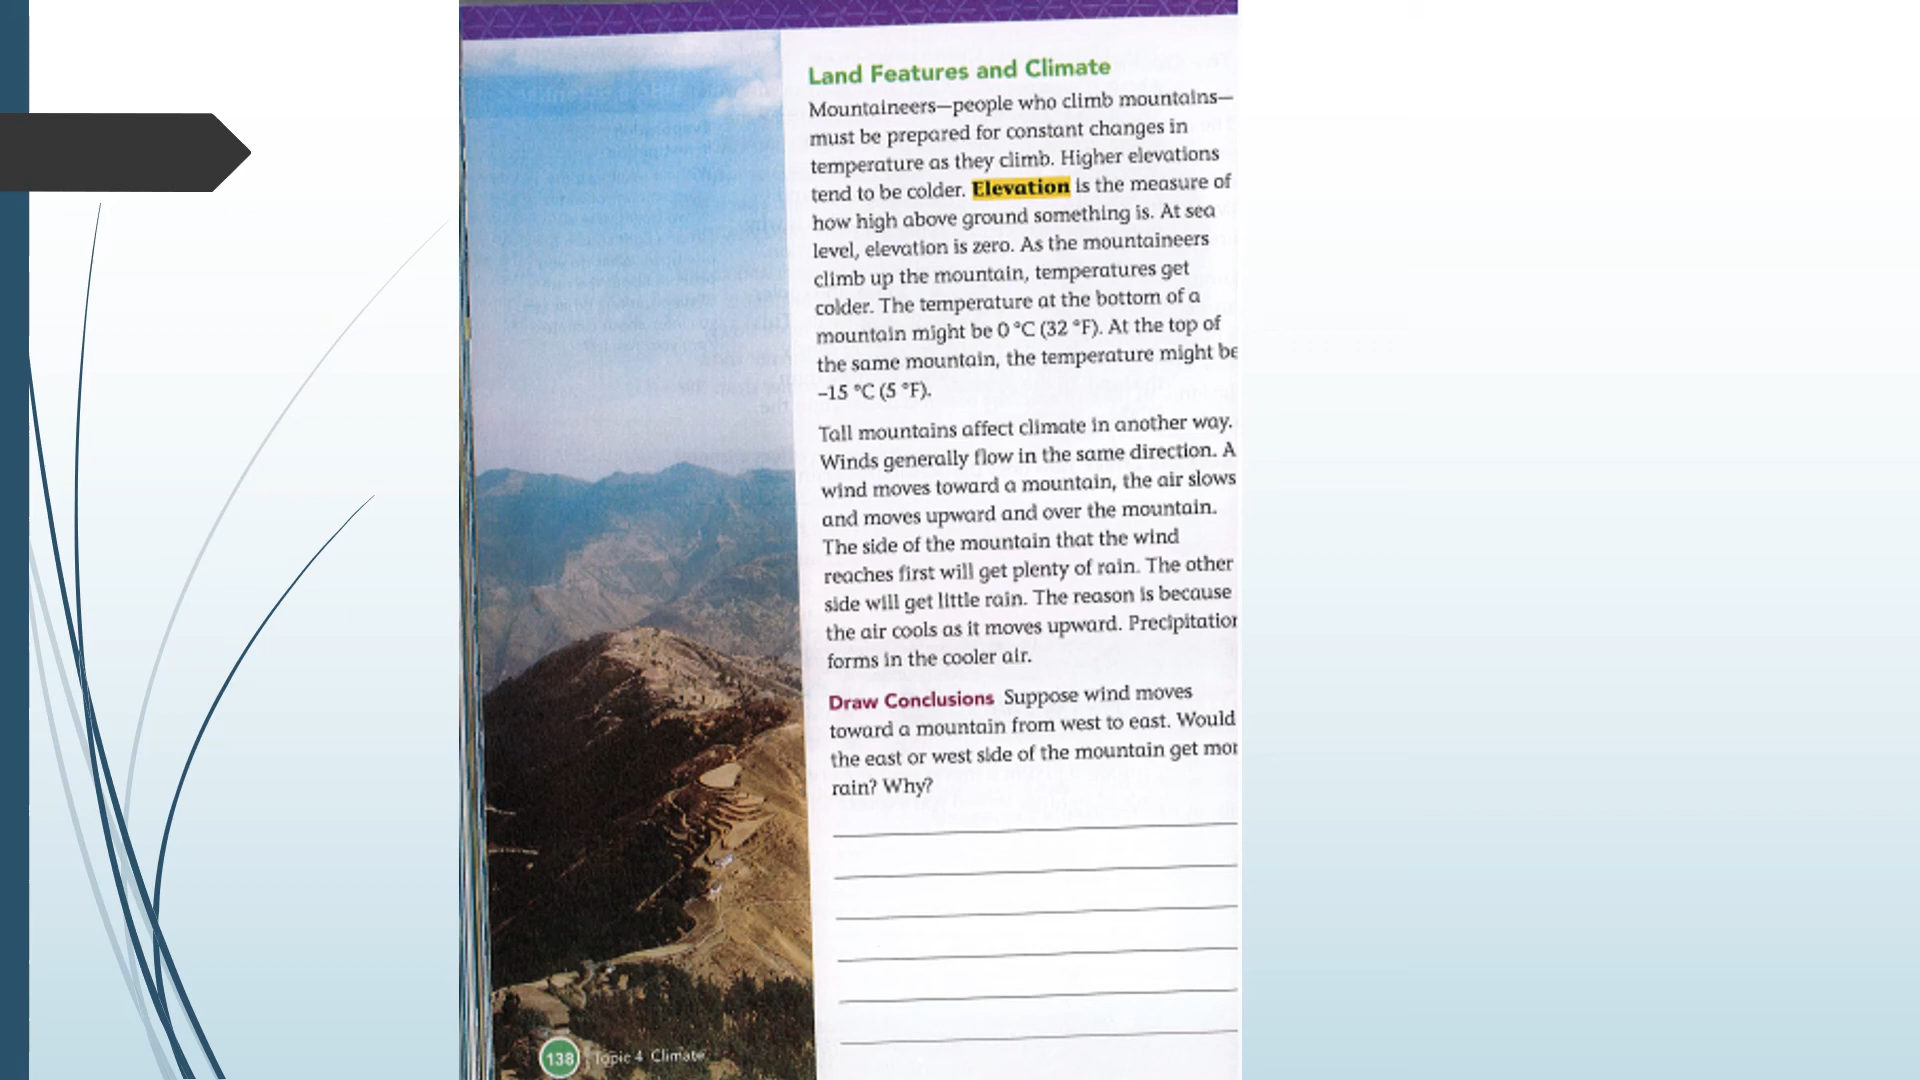 Land Features and Climate
Mountaineers—people who climb mountains—
must be prepared for constant changes in
temperature as they climb. Higher elevations
tend to be colder. Elevation is the measure of
how high above ground something is. At sea
level, elevation is zero. As the mountaineers
climb up the mountain, temperatures get
colder. The temperature at the bottom of a
mountain might be 0 °C (32 °F). At the top of
the same mountain, the temperature might be
–15 °C (5 °F).
Tall mountains affect climate in another way.
Winds generally flow in the same direction. A
wind moves toward a mountain, the air slows
and moves upward and over the mountain.
The side of the mountain that the wind
reaches first will get plenty of rain. The other
side will get little rain. The reason is because
the air cools as it moves upward. Precipitation
forms in the cooler air.
Draw Conclusions Suppose wind moves
toward a mountain from west to east. Would
the east or west side of the mountain get mor
rain? Why?
138 Topic 4 Climate